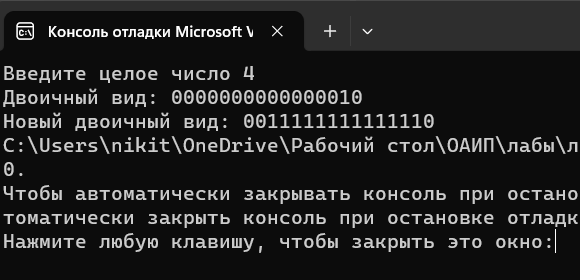 Консоль отладки Microsoft V
Введите целое число 4
Двоичный вид: 0000000000000010
Новый двоичный вид: 0011111111111110
C:\Users\nikit\OneDrive\Рабочий стол\ОАИП\лабы\л
0.
Чтобы автоматически закрывать консоль при остано
томатически закрыть консоль при остановке отладк
Нажмите любую клавишу, чтобы закрыть это окно: